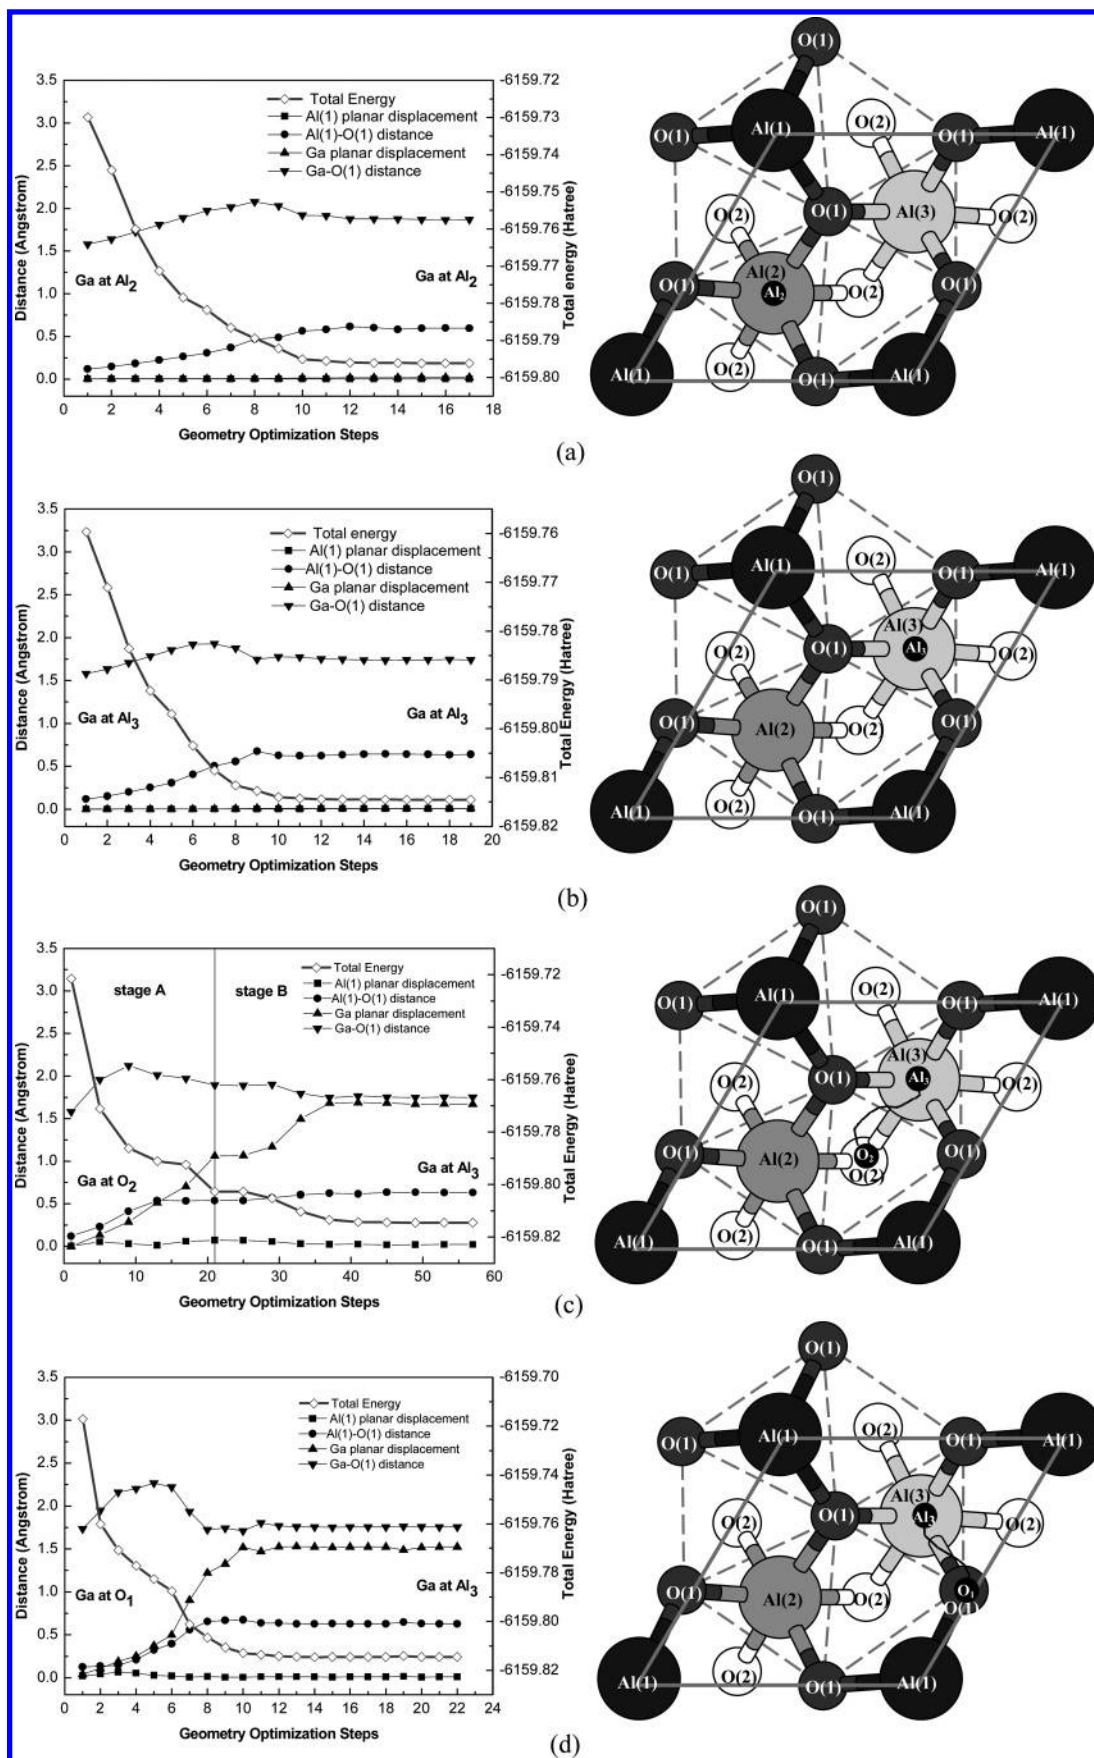 3.5
3.0
2.5
2.0
1.5
1.0
0.5
0.0
Distance (Angstrom)
Total Energy
Al(1) planar displacement
Al(1)-O(1) distance
Ga planar displacement
Ga-O(1) distance
Ga at Al2
Ga at Al2
-6159.72
-6159.73
-6159.74
-6159.75
-6159.76
-6159.77
-6159.78
-6159.79
-6159.80
Total energy (Hatree)
0 2 4 6 8 10 12 14 16 18
Geometry Optimization Steps
O(1)
O(1) Al(1) O(2) O(1) Al(1)
O(2) O(1) Al(3) O(2)
O(1) Al(2) Al2 O(2) O(1)
Al(1) O(2) O(1) Al(1)
(a)
3.5
3.0
2.5
2.0
1.5
1.0
0.5
0.0
Distance (Angstrom)
Total energy
Al(1) planar displacement
Al(1)-O(1) distance
Ga planar displacement
Ga-O(1) distance
Ga at Al3
Ga at Al3
-6159.76
-6159.77
-6159.78
-6159.79
-6159.80
-6159.81
-6159.82
Total Energy (Hatree)
0 2 4 6 8 10 12 14 16 18 20
Geometry Optimization Steps
O(1)
O(1) Al(1) O(2) O(1) Al(1)
O(2) O(1) Al(3) Al3 O(2)
O(1) Al(2) O(2) O(1)
Al(1) O(2) O(1) Al(1)
(b)
3.5
3.0
2.5
2.0
1.5
1.0
0.5
0.0
Distance (Angstrom)
stage A
stage B
Total Energy
Al(1) planar displacement
Al(1)-O(1) distance
Ga planar displacement
Ga-O(1) distance
Ga at O2
Ga at Al3
-6159.72
-6159.74
-6159.76
-6159.78
-6159.80
-6159.82
Total Energy (Hatree)
0 10 20 30 40 50 60
Geometry Optimization Steps
O(1)
O(1) Al(1) O(2) O(1) Al(1)
O(2) O(1) Al(3) Al3 O(2)
O(1) Al(2) O2 O(2) O(1)
Al(1) O(2) O(1) Al(1)
(c)
3.5
3.0
2.5
2.0
1.5
1.0
0.5
0.0
Distance (Angstrom)
Total Energy
Al(1) planar displacement
Al(1)-O(1) distance
Ga planar displacement
Ga-O(1) distance
Ga at O1
Ga at Al3
-6159.70
-6159.72
-6159.74
-6159.76
-6159.78
-6159.80
-6159.82
Total Energy (Hatree)
0 2 4 6 8 10 12 14 16 18 20 22 24
Geometry Optimization Steps
O(1)
O(1) Al(1) O(2) O(1) Al(1)
O(2) O(1) Al(3) Al3 O(2)
O(1) Al(2) O(2) O1 O(1)
Al(1) O(2) O(1) Al(1)
(d)